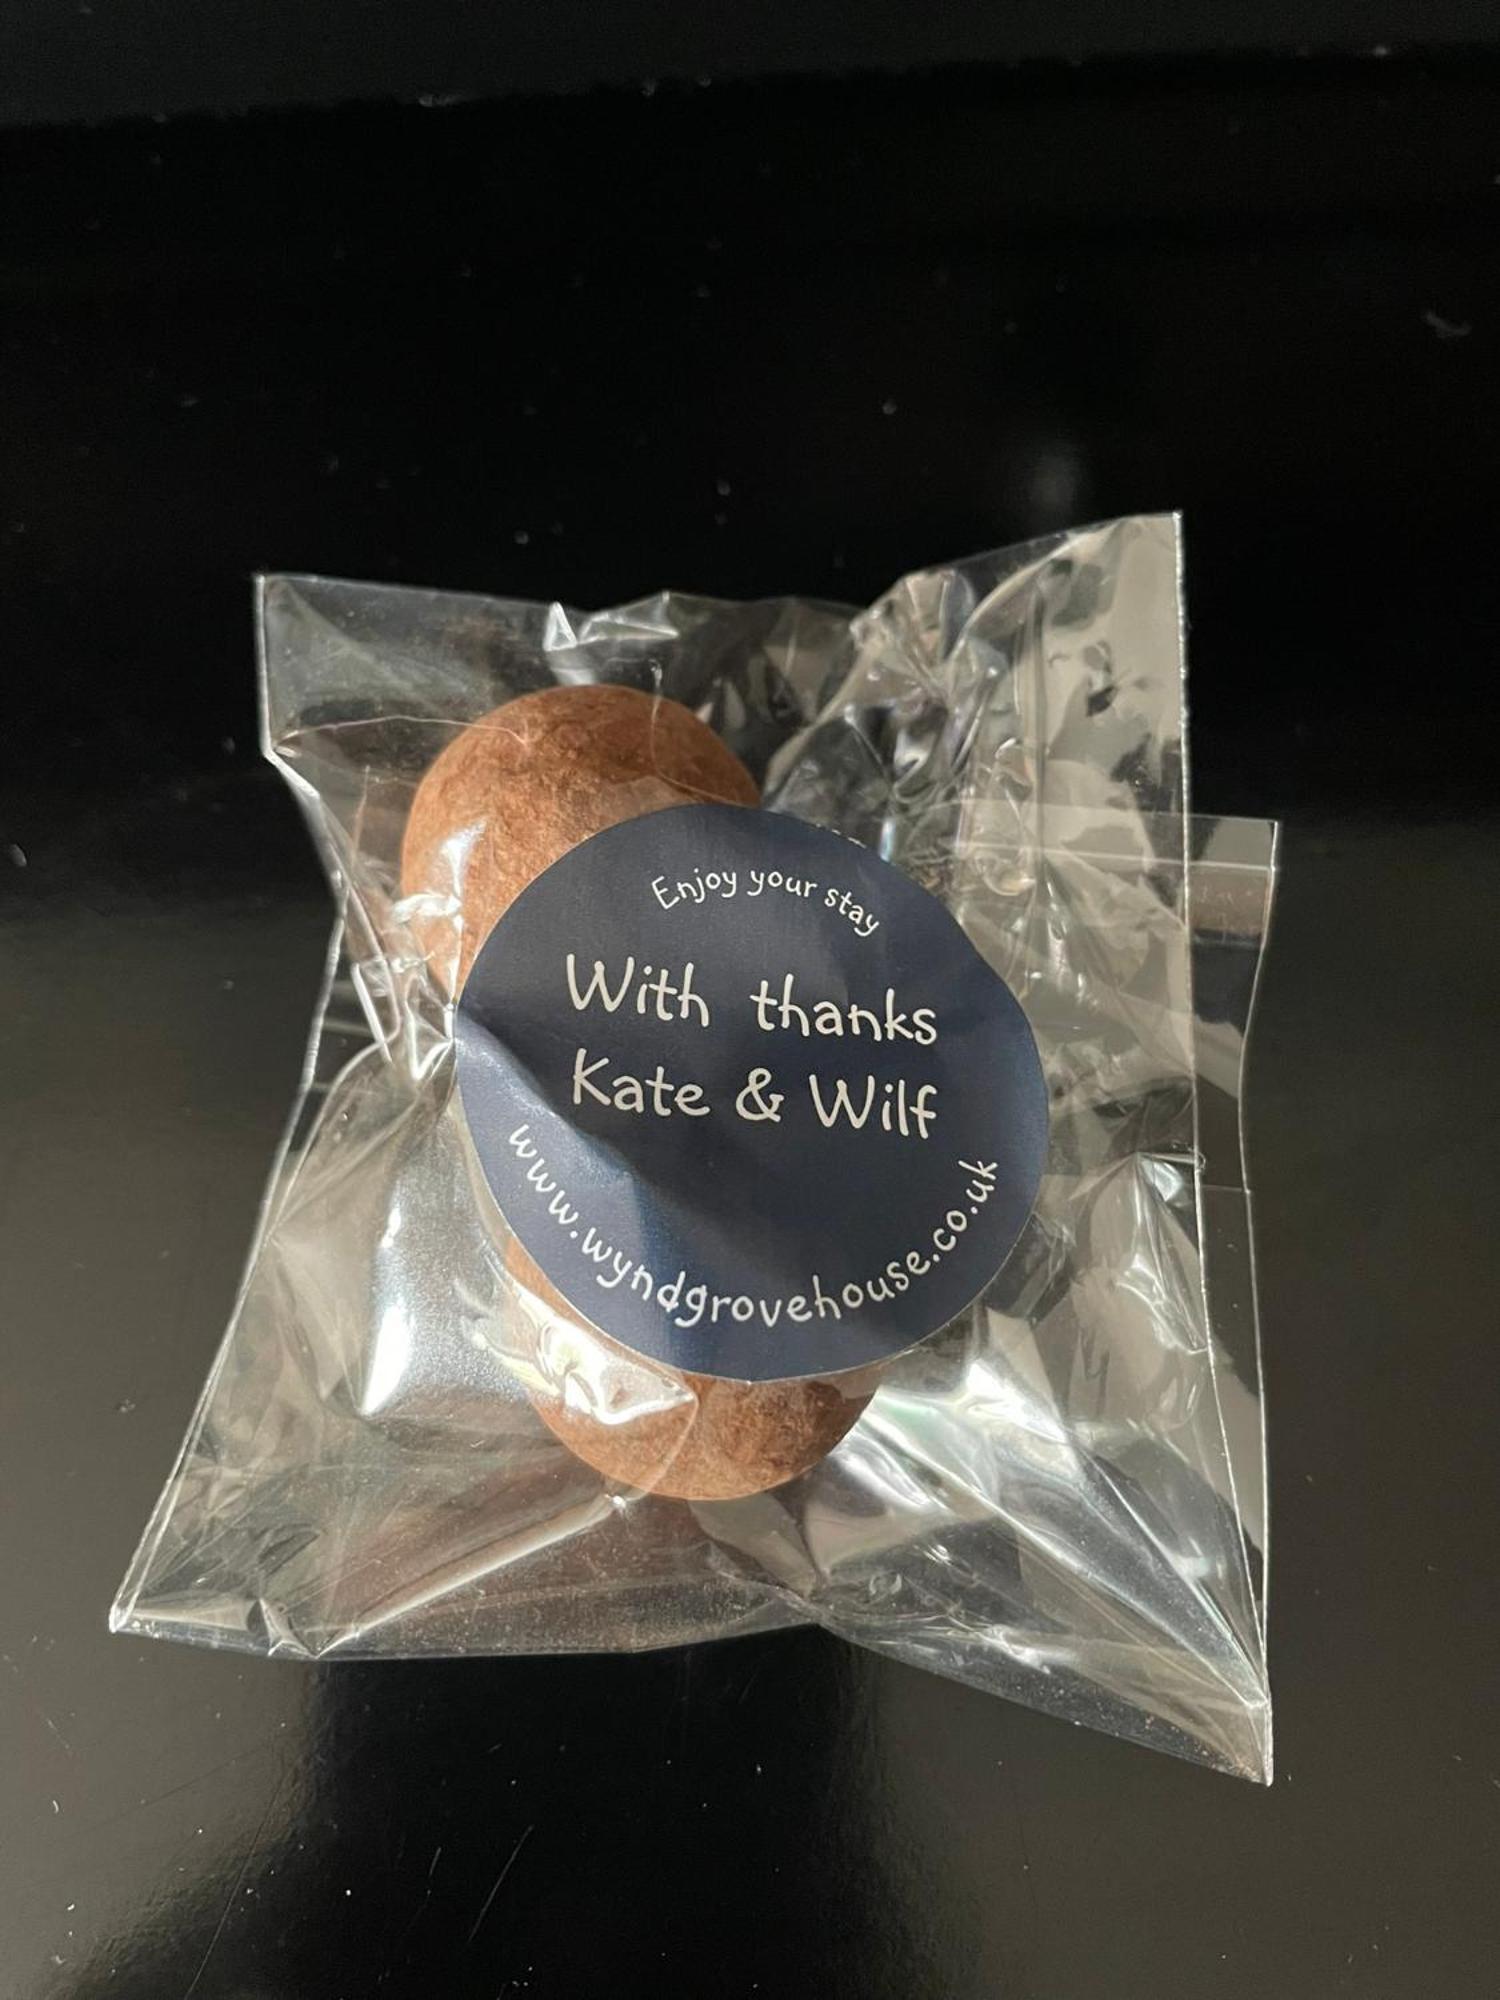 Enjoy your stay
With thanks
Kate & Wilf
www.wyndgrovehouse.co.uk